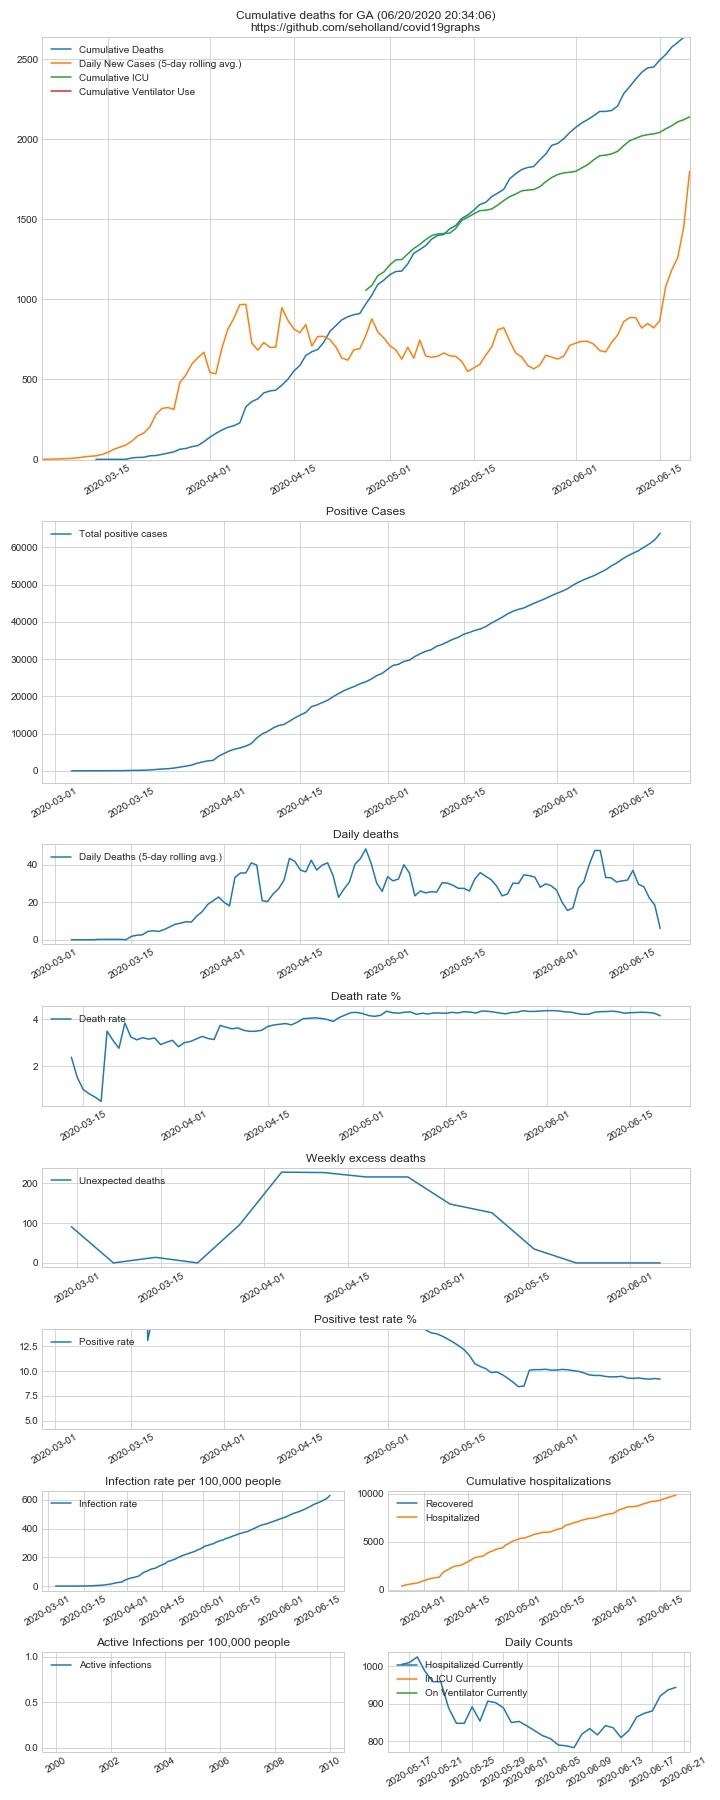 Cumulative deaths for GA (06/20/2020 20:34:06)
https://github.com/seholland/covid19graphs
Cumulative Deaths
Daily New Cases (5-day rolling avg.)
Cumulative ICU
Cumulative Ventilator Use
2500
2000
1500
1000
500
0
2020-03-15 2020-04-01 2020-04-15 2020-05-01 2020-05-15 2020-06-01 2020-06-15
Positive Cases
Total positive cases
60000
50000
40000
30000
20000
10000
0
2020-03-01 2020-03-15 2020-04-01 2020-04-15 2020-05-01 2020-05-15 2020-06-01 2020-06-15
Daily deaths
Daily Deaths (5-day rolling avg.)
40
20
0
2020-03-01 2020-03-15 2020-04-01 2020-04-15 2020-05-01 2020-05-15 2020-06-01 2020-06-15
Death rate %
Death rate
4
2
2020-03-15 2020-04-01 2020-04-15 2020-05-01 2020-05-15 2020-06-01 2020-06-15
Weekly excess deaths
Unexpected deaths
200
100
0
2020-03-01 2020-03-15 2020-04-01 2020-04-15 2020-05-01 2020-05-15 2020-06-01
Positive test rate %
Positive rate
12.5
10.0
7.5
5.0
2020-03-01 2020-03-15 2020-04-01 2020-04-15 2020-05-01 2020-05-15 2020-06-01 2020-06-15
Infection rate per 100,000 people
Infection rate
600
400
200
0
2020-03-01 2020-03-15 2020-04-01 2020-04-15 2020-05-01 2020-05-15 2020-06-01 2020-06-15
Cumulative hospitalizations
Recovered
Hospitalized
10000
5000
0
2020-04-01 2020-04-15 2020-05-01 2020-05-15 2020-06-01 2020-06-15
Active Infections per 100,000 people
Active infections
1.0
0.5
0.0
2000 2002 2004 2006 2008 2010
Daily Counts
Hospitalized Currently
In ICU Currently
On Ventilator Currently
1000
900
800
2020-05-17 2020-05-21 2020-05-25 2020-05-29 2020-06-01 2020-06-05 2020-06-09 2020-06-13 2020-06-17 2020-06-21